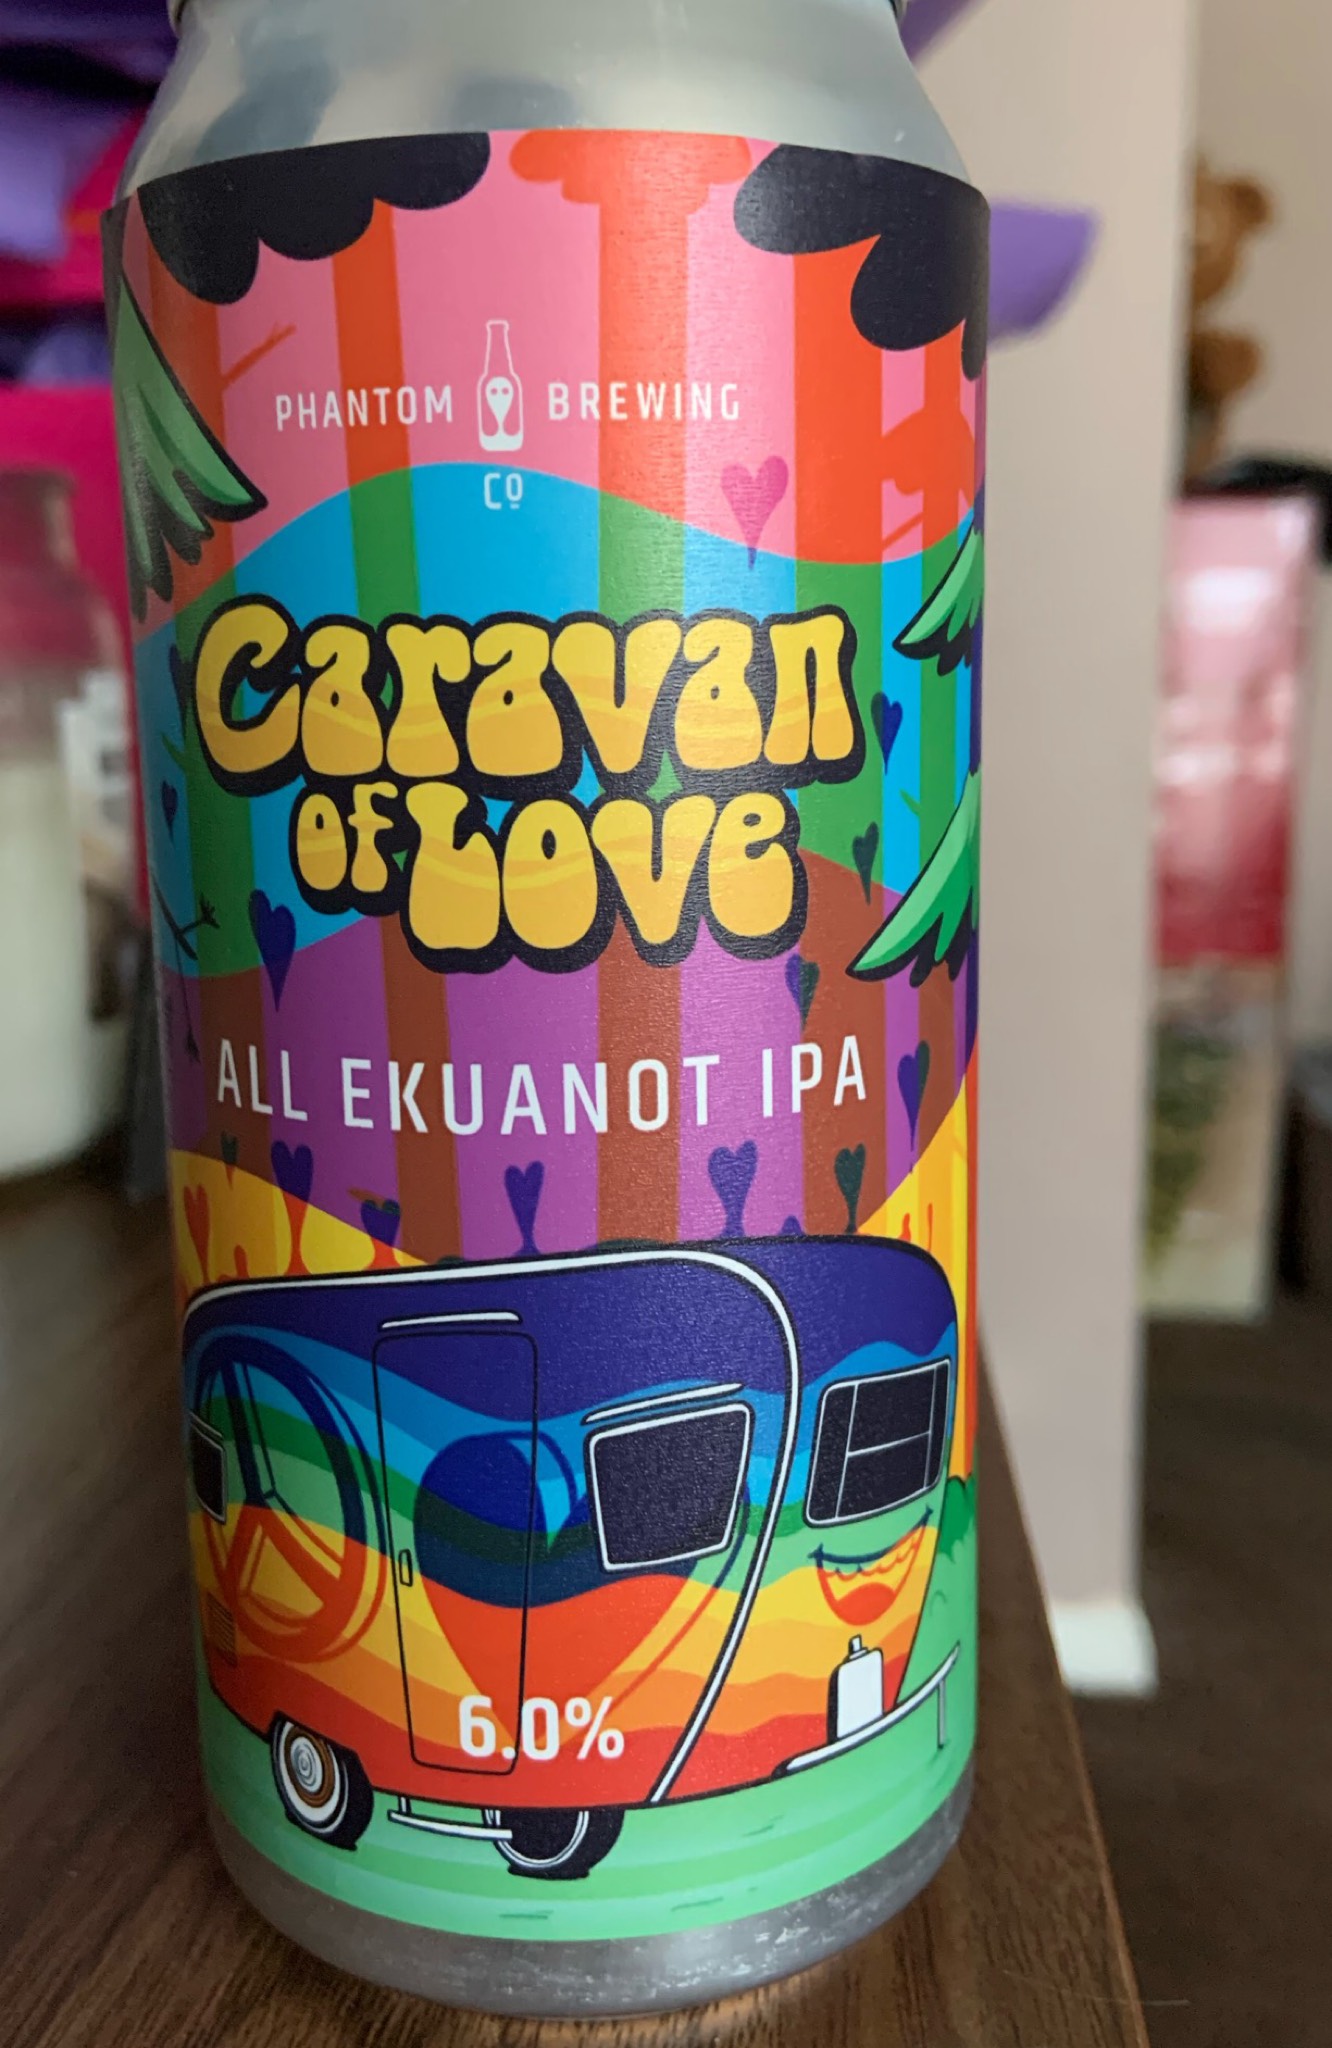 PHANTOM BREWING
Cº
Caravan
of Love
ALL EKUANOT IPA
6.0%